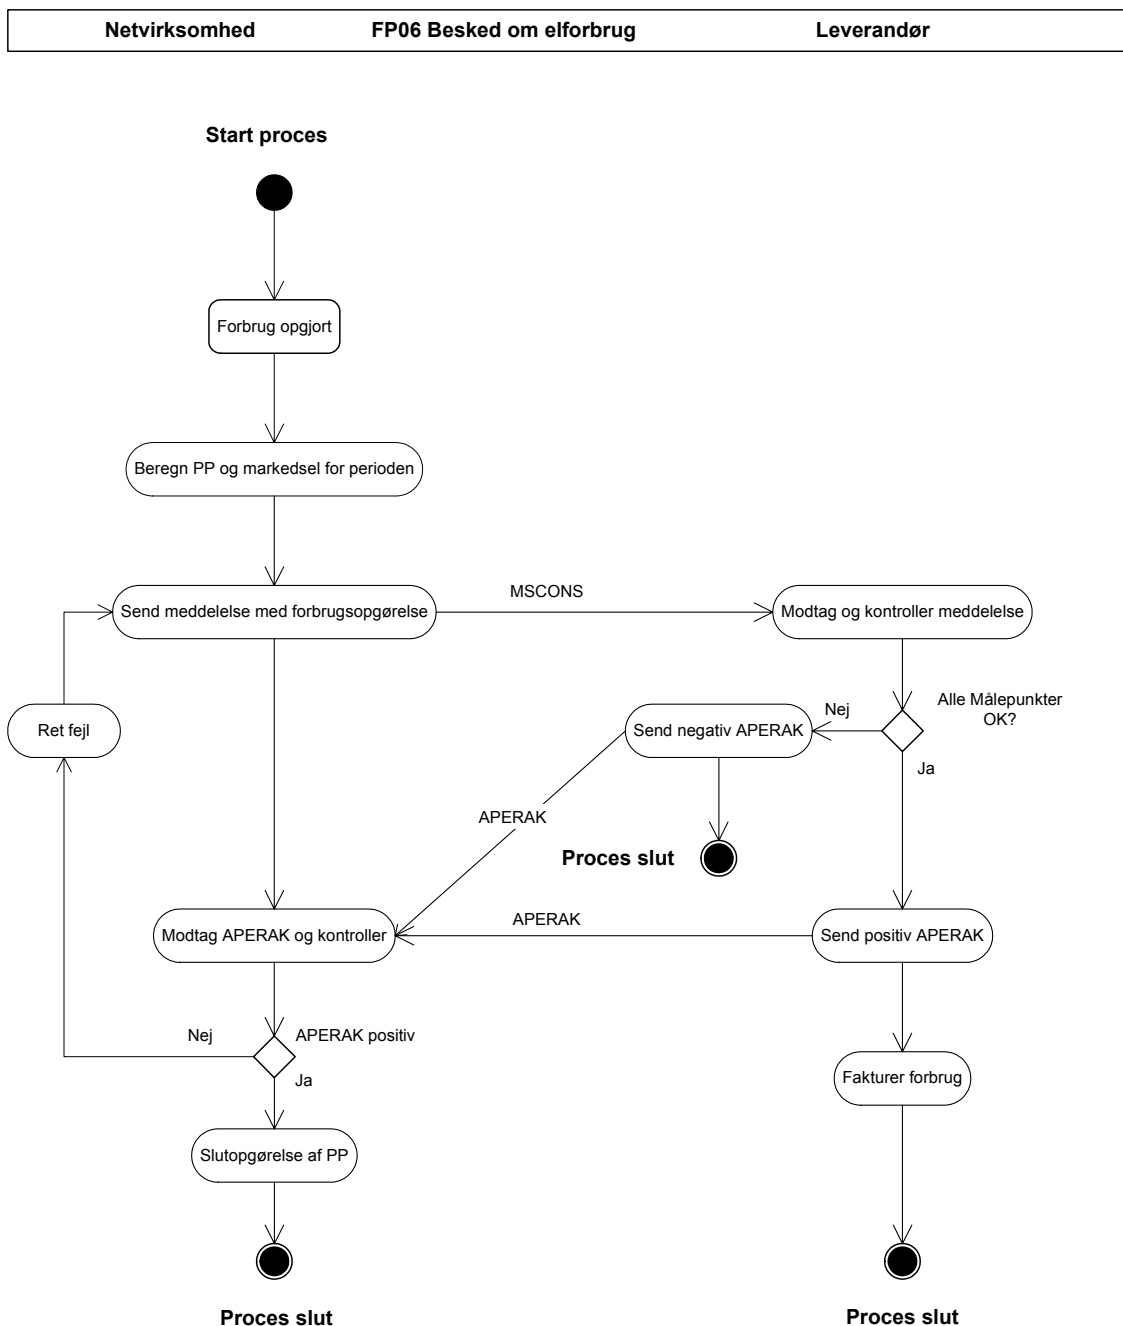 Netvirksomhed FP06 Besked om elforbrug Leverandør
Start proces
Forbrug opgjort
Beregn PP og markedsel for perioden
Send meddelelse med forbrugsopgørelse
MSCONS
Modtag og kontroller meddelelse
Alle Målepunkter
OK?
Nej
Send negativ APERAK
Ret fejl
Ja
APERAK
Proces slut
APERAK
Modtag APERAK og kontroller
Send positiv APERAK
Nej
APERAK positiv
Ja
Fakturer forbrug
Slutopgørelse af PP
Proces slut
Proces slut